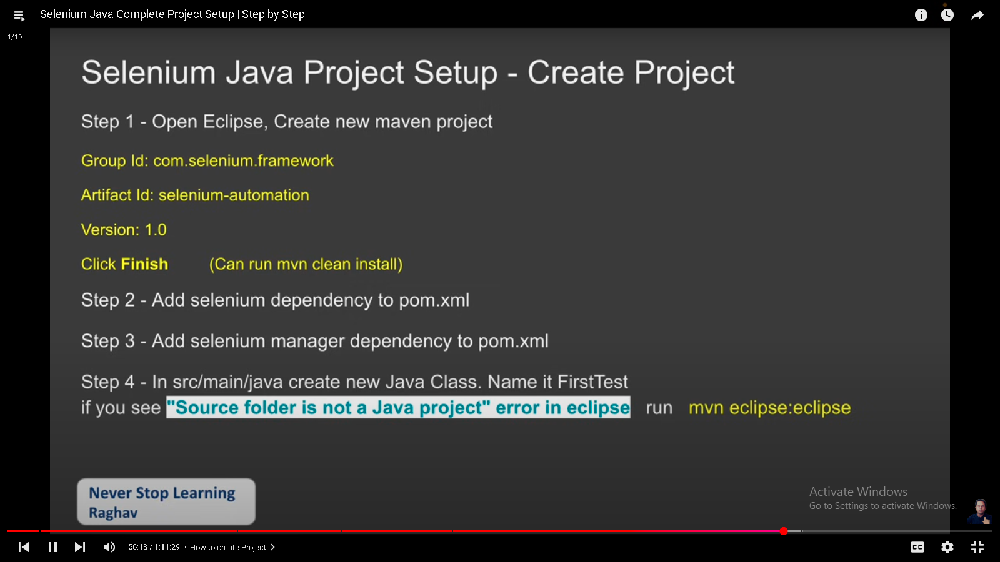 Selenium Java Complete Project Setup | Step by Step
1/10
Selenium Java Project Setup - Create Project
Step 1 - Open Eclipse, Create new maven project
Group Id: com.selenium.framework
Artifact Id: selenium-automation
Version: 1.0
Click Finish (Can run mvn clean install)
Step 2 - Add selenium dependency to pom.xml
Step 3 - Add selenium manager dependency to pom.xml
Step 4 - In src/main/java create new Java Class. Name it FirstTest
if you see "Source folder is not a Java project" error in eclipse run mvn eclipse:eclipse
Never Stop Learning
Raghav
Activate Windows
Go to Settings to activate Windows.
56:18 / 1:11:29 • How to create Project
CC